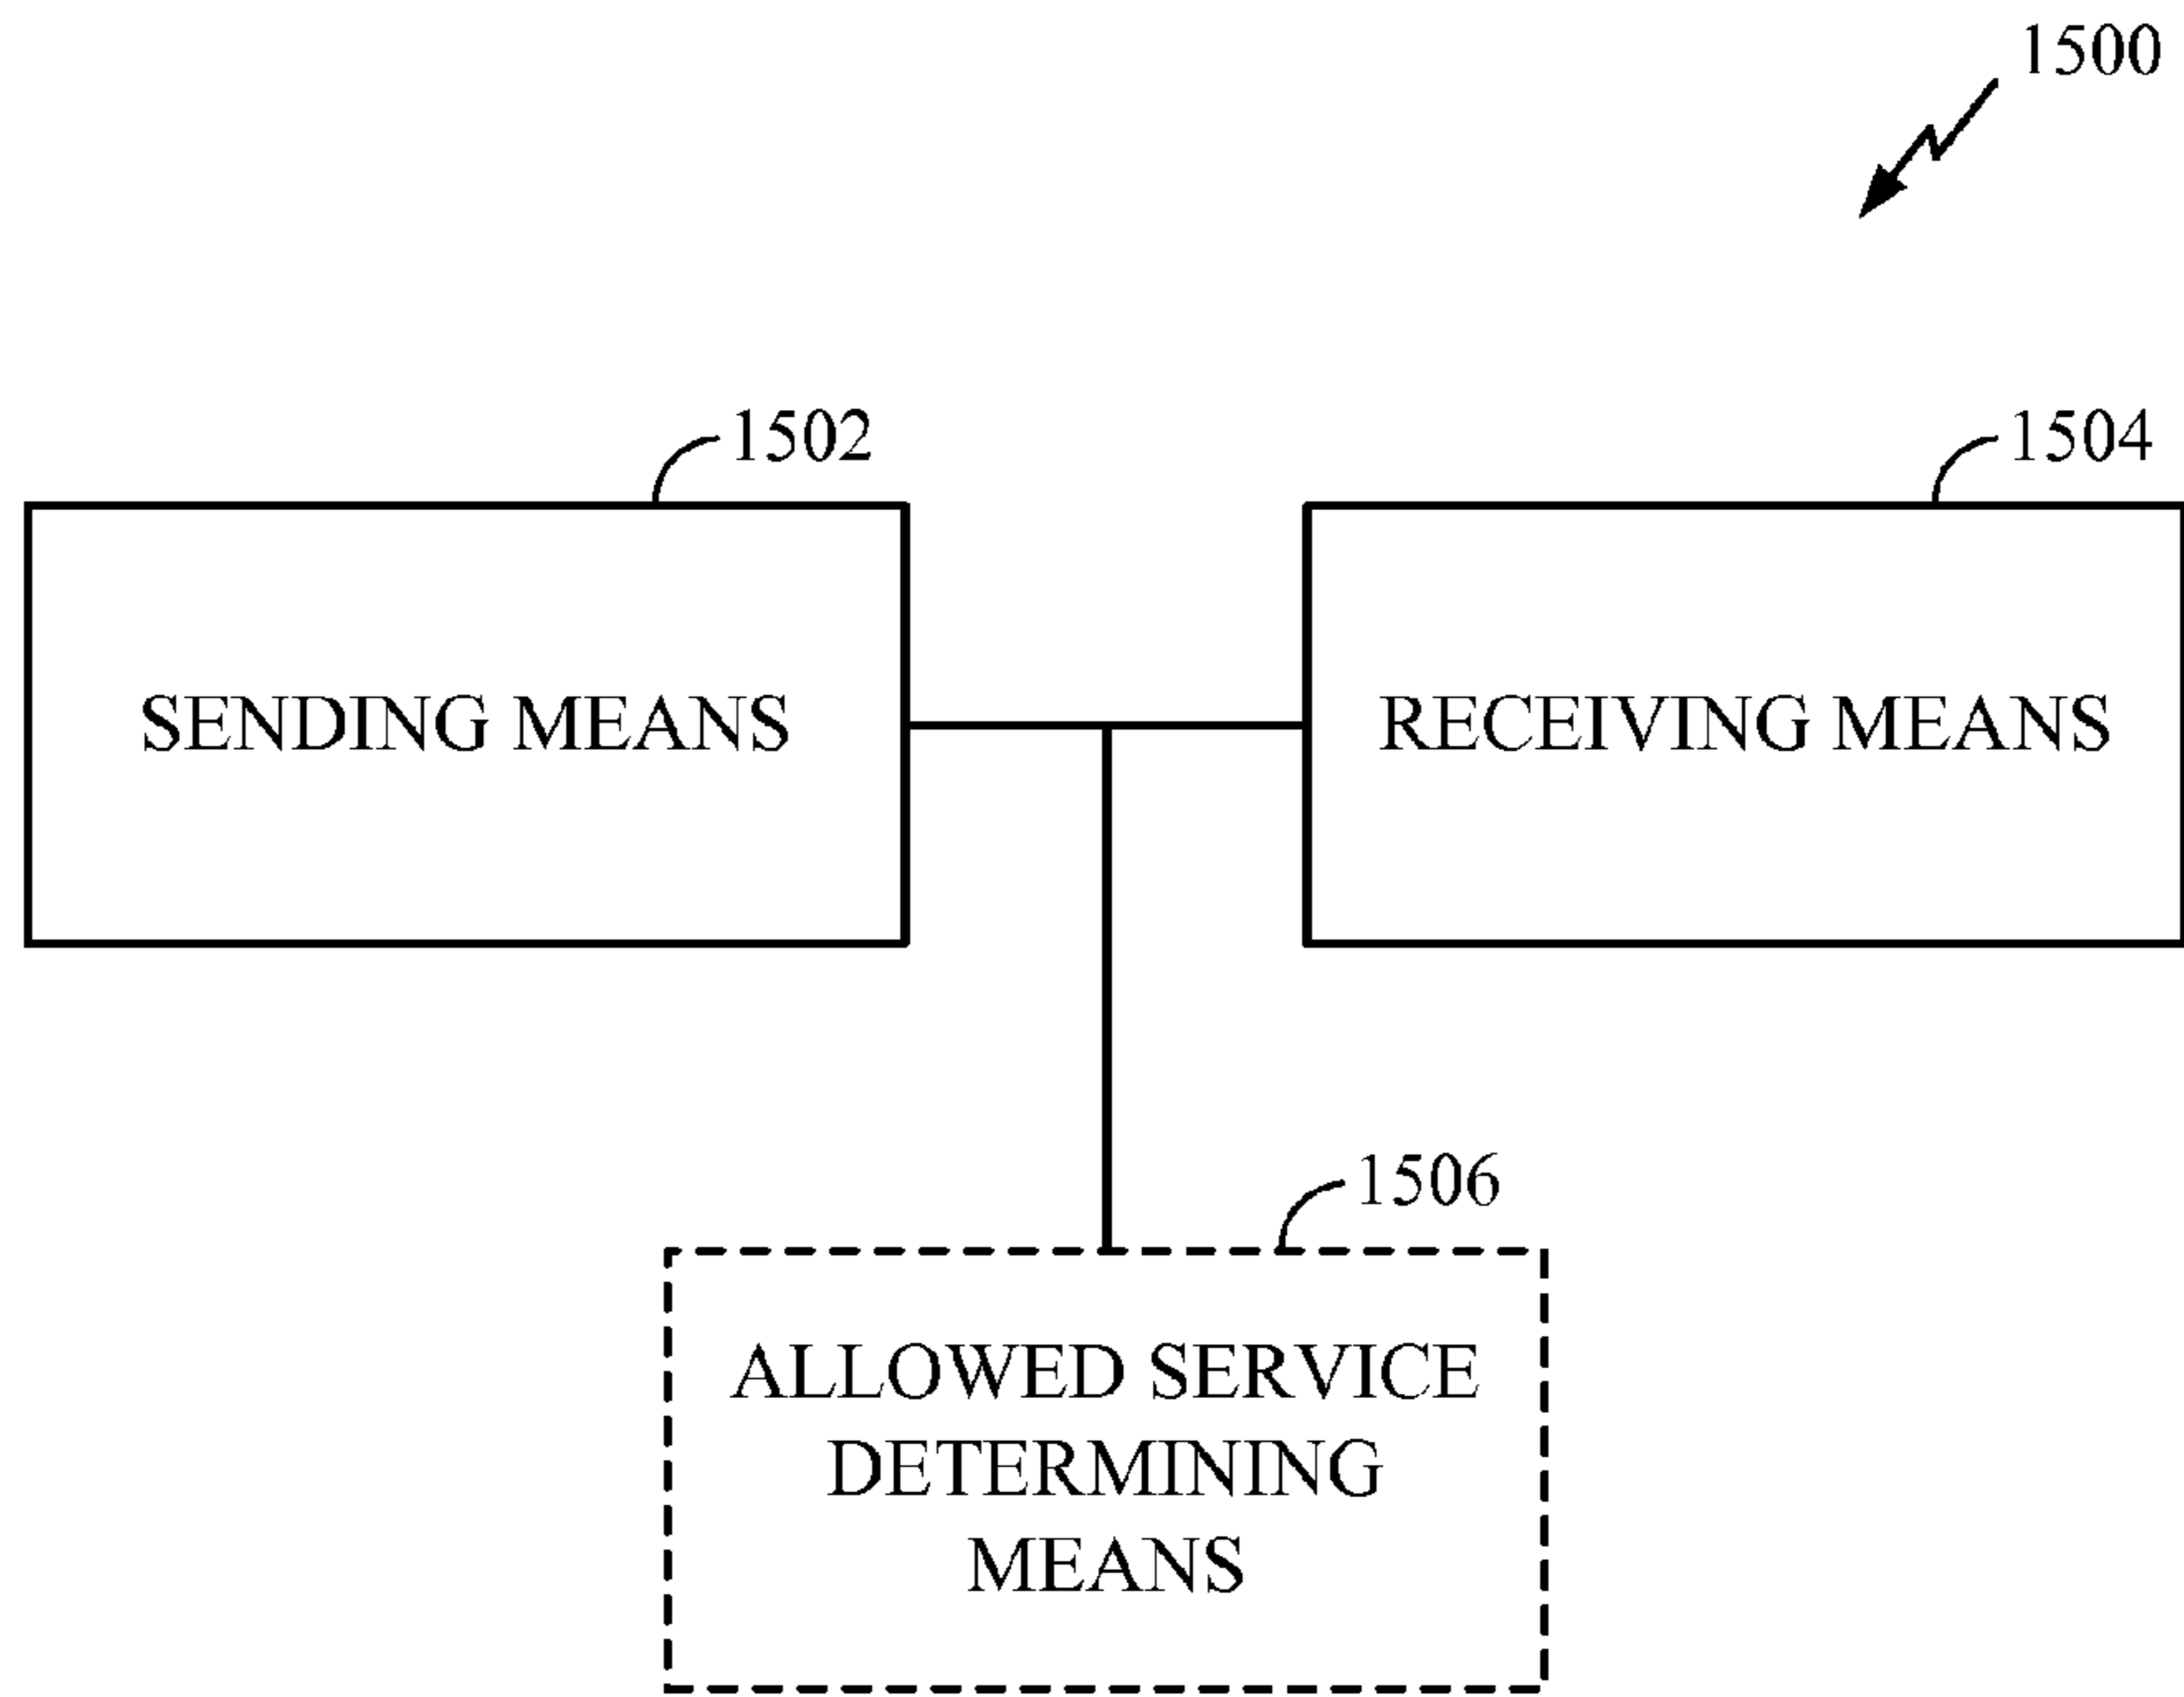 1500
1502
1504
SENDING MEANS
RECEIVING MEANS
1506
ALLOWED SERVICE
DETERMINING
MEANS